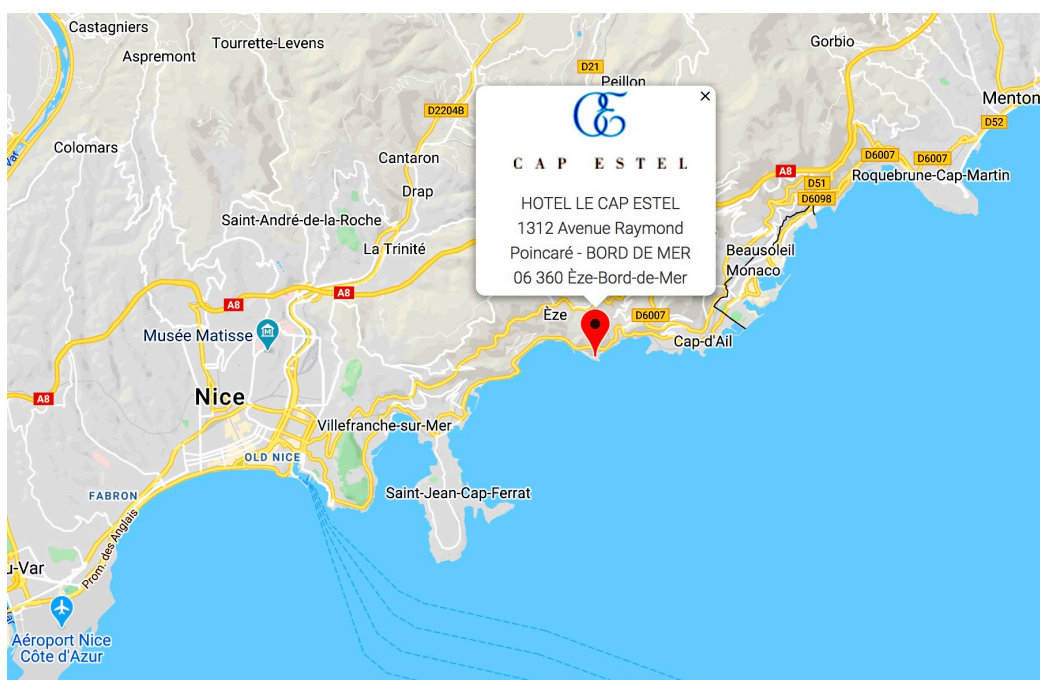 Castagniers
Tourrette-Levens
Gorbio
Aspremont
D21
Peillon
×
Menton
D2204B
CE
CAP ESTEL
D52
Colomars
Cantaron
D6007
D6007
A8
Roquebrune-Cap-Martin
Drap
D51
D6098
HOTEL LE CAP ESTEL
1312 Avenue Raymond
Poincaré - BORD DE MER
06 360 Èze-Bord-de-Mer
Saint-André-de-la-Roche
La Trinité
Beausoleil
Monaco
A8
A8
Èze
D6007
Musée Matisse
Cap-d'Ail
A8
Nice
Villefranche-sur-Mer
OLD NICE
Saint-Jean-Cap-Ferrat
FABRON
Prom. des Anglais
u-Var
Aéroport Nice
Côte d'Azur